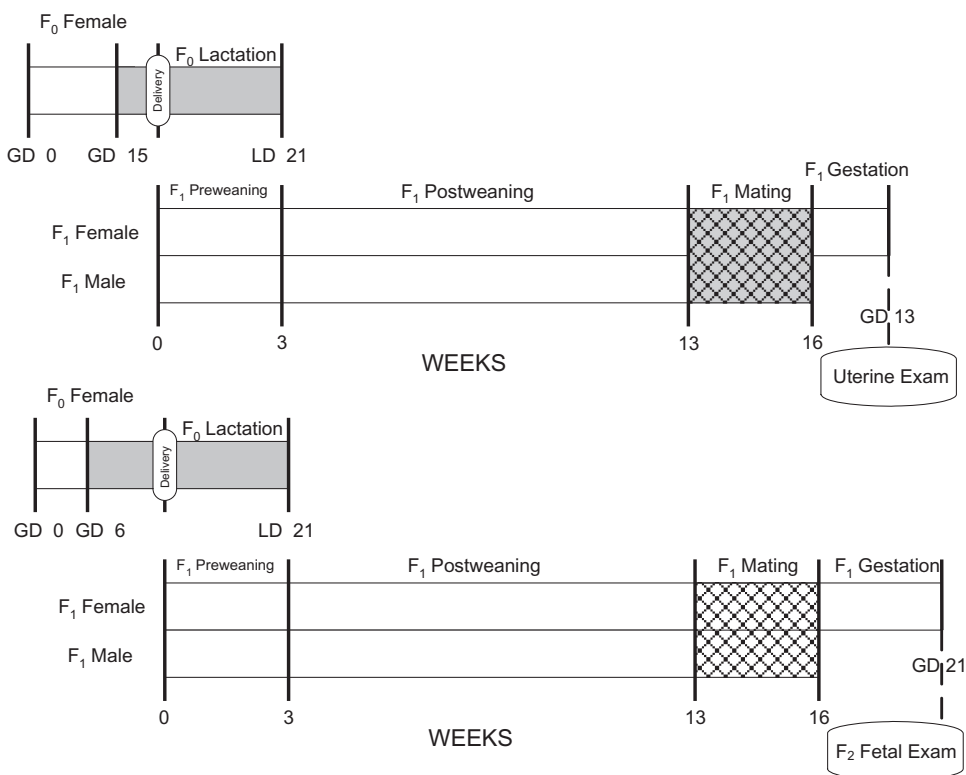 F₀ Female
F₀ Lactation
Delivery
GD 0 GD 15 LD 21
F₁ Gestation
F₁ Preweaning F₁ Postweaning F₁ Mating
F₁ Female
F₁ Male
GD 13
0 3 13 16
WEEKS
Uterine Exam
F₀ Female
F₀ Lactation
Delivery
GD 0 GD 6 LD 21
F₁ Preweaning F₁ Postweaning F₁ Mating F₁ Gestation
F₁ Female
F₁ Male
GD 21
0 3 13 16
WEEKS
F₂ Fetal Exam